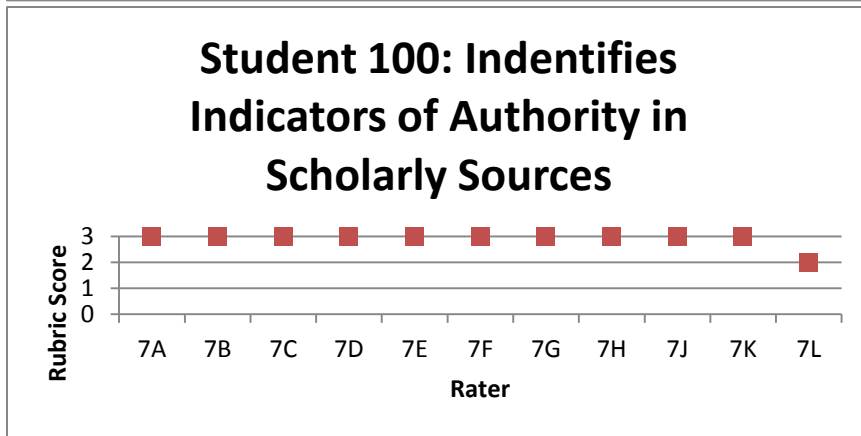 Student 100: Indentifies
Indicators of Authority in
Scholarly Sources
Rubric Score
3
2
1
0
7A 7B 7C 7D 7E 7F 7G 7H 7J 7K 7L
Rater